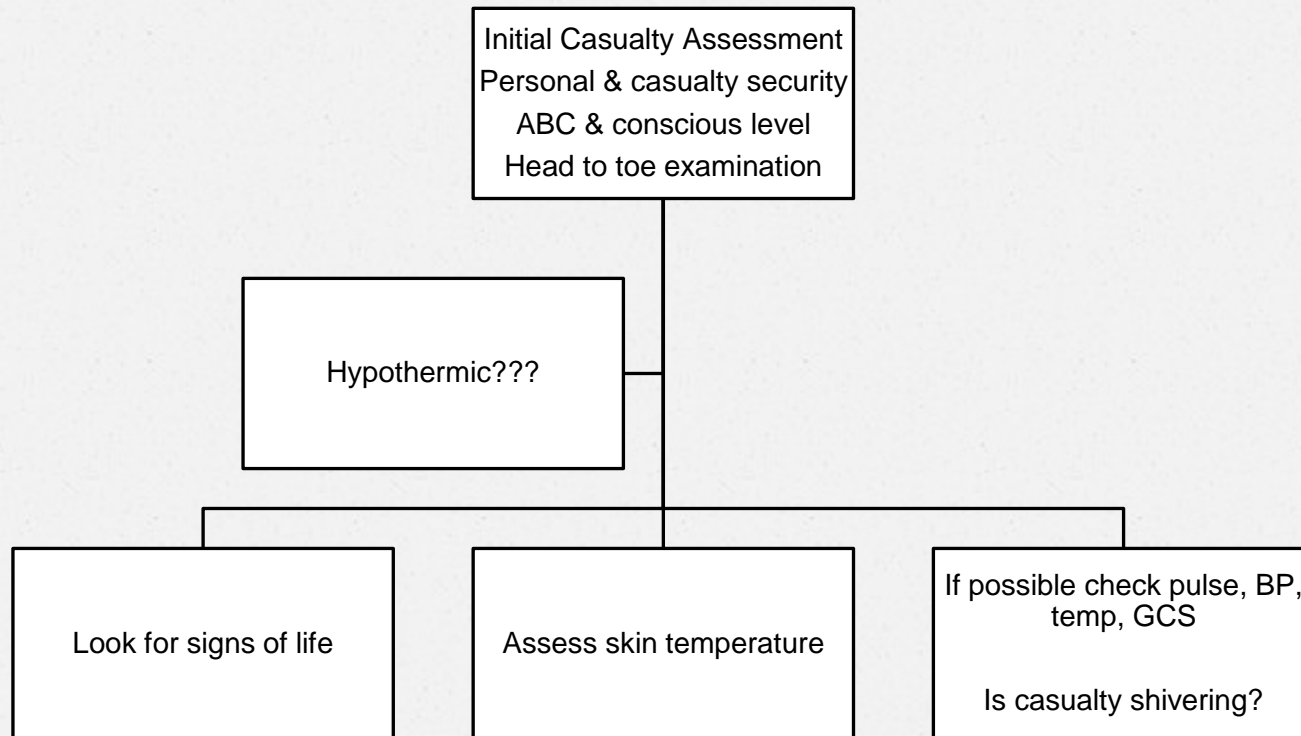 Initial Casualty Assessment
Personal & casualty security
ABC & conscious level
Head to toe examination
Hypothermic???
Look for signs of life
Assess skin temperature
If possible check pulse, BP,
temp, GCS
Is casualty shivering?